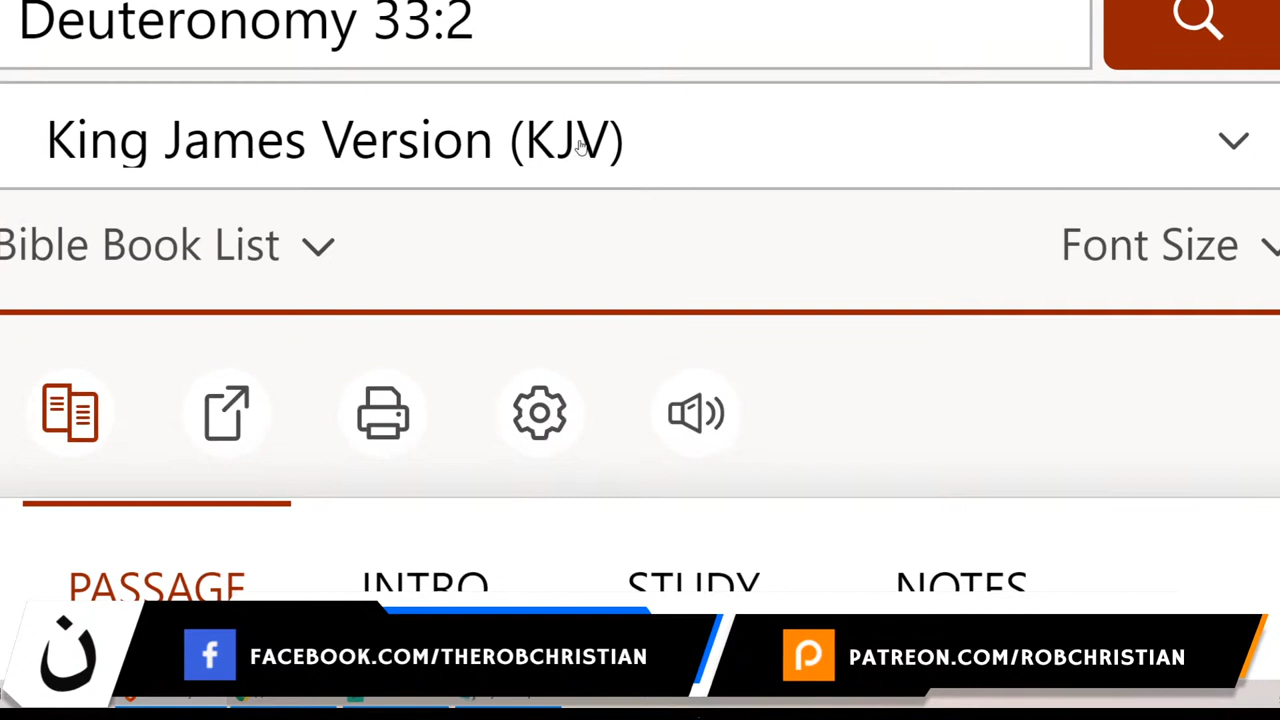 Deuteronomy 33:2
King James Version (KJV)
Bible Book List
Font Size
PASSAGE INTRO STUDY NOTES
ن
f FACEBOOK.COM/THEROBCHRISTIAN
PATREON.COM/ROBCHRISTIAN